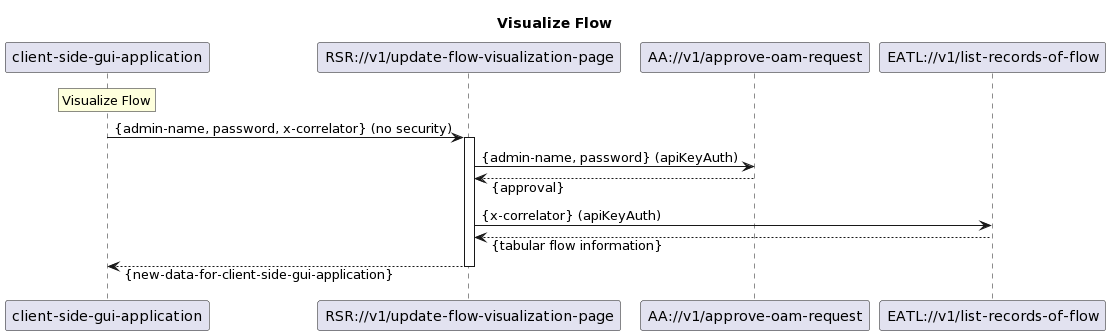 Visualize Flow
client-side-gui-application
RSR://v1/update-flow-visualization-page
AA://v1/approve-oam-request
EATL://v1/list-records-of-flow
Visualize Flow
{admin-name, password, x-correlator} (no security)
{admin-name, password} (apiKeyAuth)
{approval}
{x-correlator} (apiKeyAuth)
{tabular flow information}
{new-data-for-client-side-gui-application}
client-side-gui-application
RSR://v1/update-flow-visualization-page
AA://v1/approve-oam-request
EATL://v1/list-records-of-flow